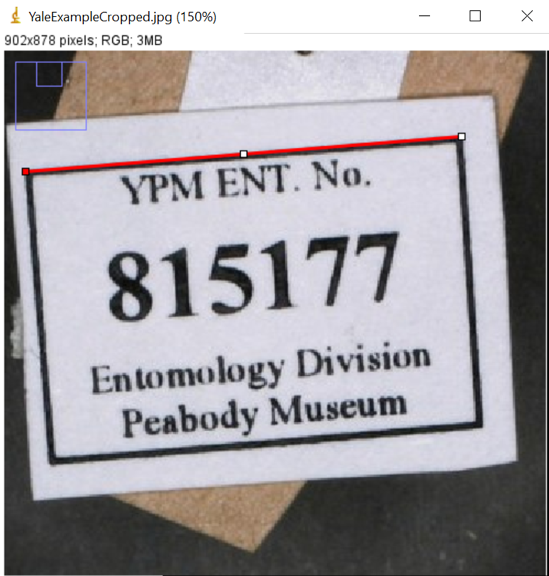 YaleExampleCropped.jpg (150%)
902x878 pixels; RGB; 3MB
YPM ENT. No.
815177
Entomology Division
Peabody Museum